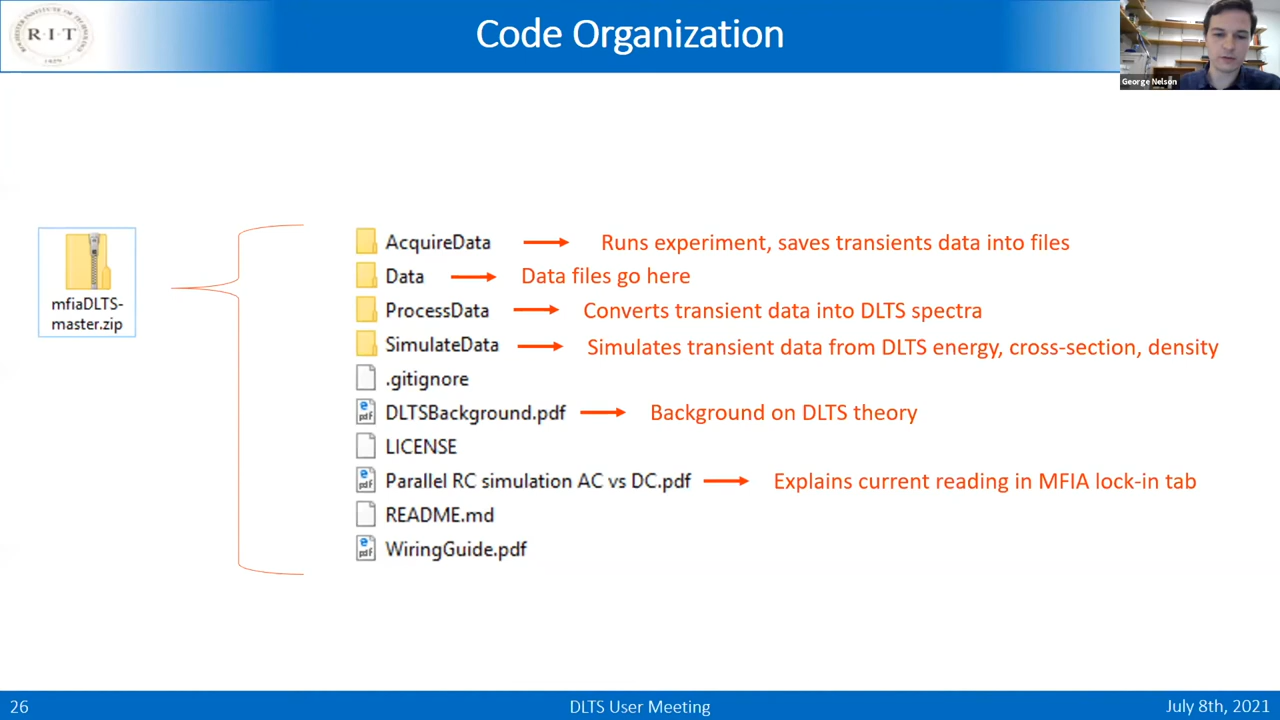 R·I·T
Code Organization
George Nelson
mfiaDLTS-
master.zip
AcquireData
Runs experiment, saves transients data into files
Data
Data files go here
ProcessData
Converts transient data into DLTS spectra
SimulateData
Simulates transient data from DLTS energy, cross-section, density
.gitignore
pdf
DLTSBackground.pdf
Background on DLTS theory
LICENSE
pdf
Parallel RC simulation AC vs DC.pdf
Explains current reading in MFIA lock-in tab
README.md
pdf
WiringGuide.pdf
26
DLTS User Meeting
July 8th, 2021